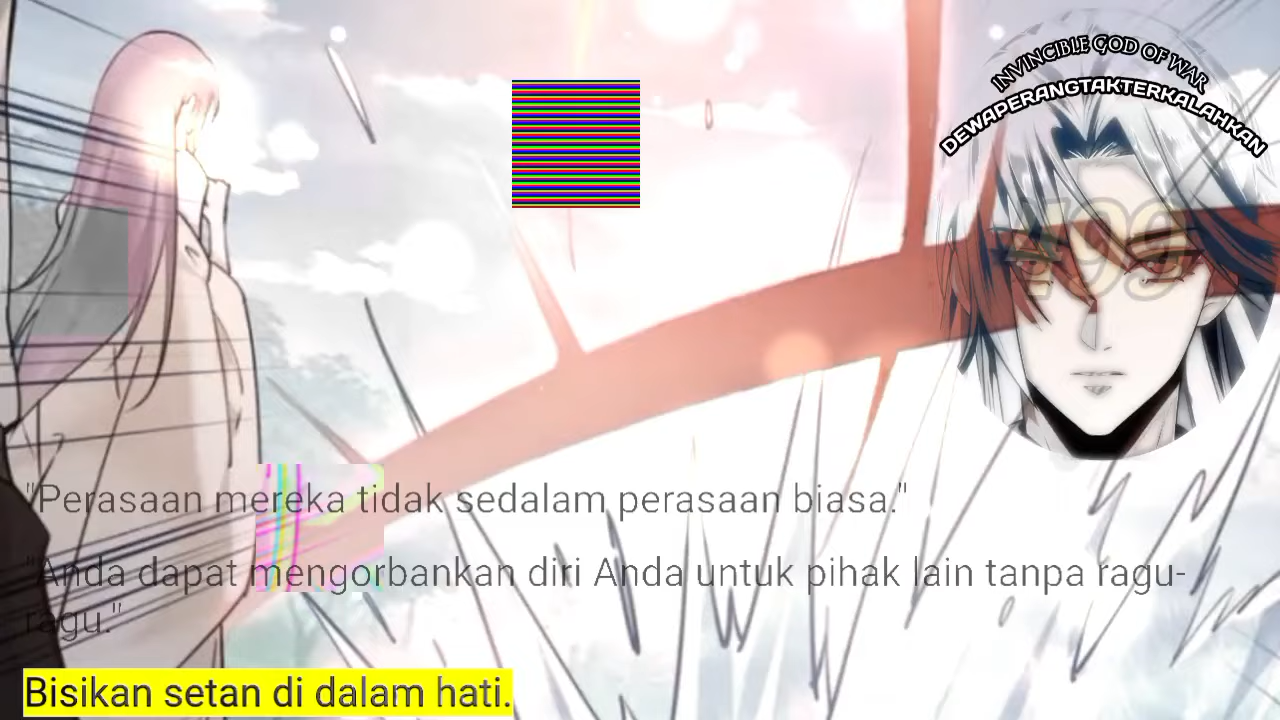 INVINCIBLE GOD OF WAR
DEWAPERANGTAKTERKALAHKAN
499
"Perasaan mereka tidak sedalam perasaan biasa."
"Anda dapat mengorbankan diri Anda untuk pihak lain tanpa ragu-
ragu."
Bisikan setan di dalam hati.